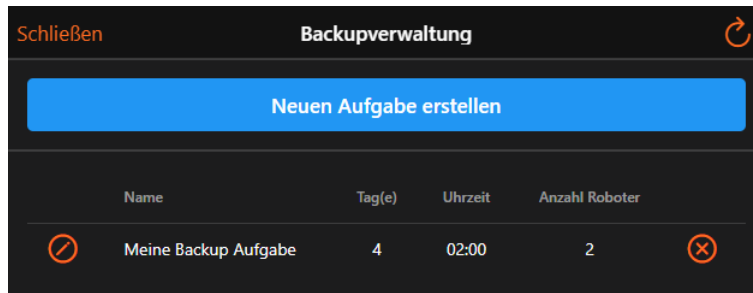 Schließen Backupverwaltung
Neuen Aufgabe erstellen
Name Tag(e) Uhrzeit Anzahl Roboter
Meine Backup Aufgabe 4 02:00 2